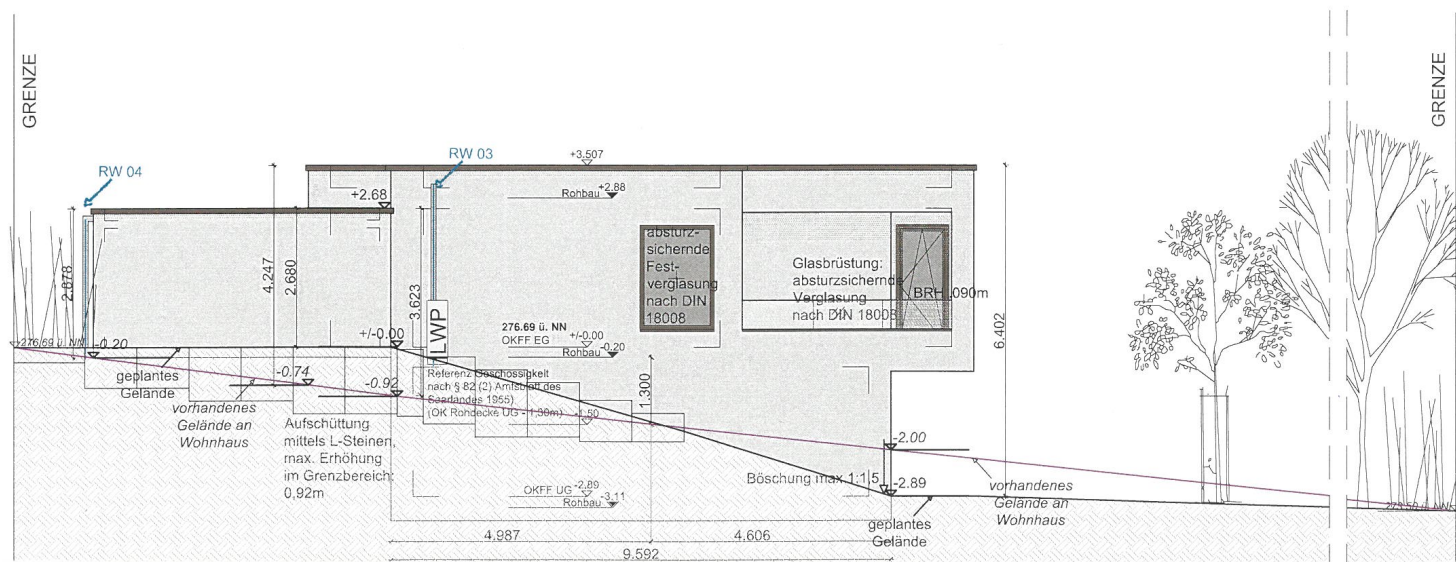 GRENZE
GRENZE
RW 04
RW 03
+3.507
+2.88
Rohbau
+2.68
absturz-
sichernde
Fest-
verglasung
nach DIN
18008
Glasbrüstung:
absturzsichernde
Verglasung
nach DIN 18008
BRH .090m
4.247
2.680
3.623
6.402
LWP
276.69 ü. NN
OKFF EG
+/-0.00
Rohbau
-0.20
+/-0.00
-0.20
geplantes
Gelände
-0.74
-0.92
vorhandenes
Gelände an
Wohnhaus
Referenz Geschossigkeit
nach § 82 (2) Amtsblatt des
Saarlandes 1955)
(OK Rohdecke UG - 1,30m)
-1.50
1.300
Aufschüttung
mittels L-Steinen,
max. Erhöhung
im Grenzbereich:
0,92m
-2.00
Böschung max 1:1,5
-2.89
OKFF UG
-2.89
Rohbau
-3.11
vorhandenes
Gelände an
Wohnhaus
geplantes
Gelände
4.987
4.606
9.592